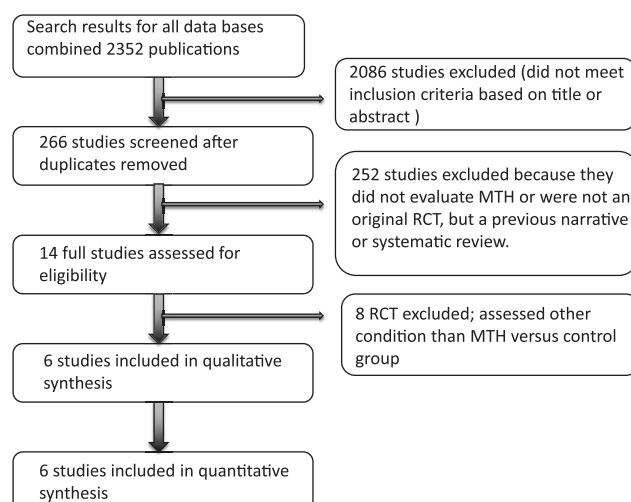 Search results for all data bases
combined 2352 publications
2086 studies excluded (did not meet
inclusion criteria based on title or
abstract )
266 studies screened after
duplicates removed
252 studies excluded because they
did not evaluate MTH or were not an
original RCT, but a previous narrative
or systematic review.
14 full studies assessed for
eligibility
8 RCT excluded; assessed other
condition than MTH versus control
group
6 studies included in qualitative
synthesis
6 studies included in quantitative
synthesis